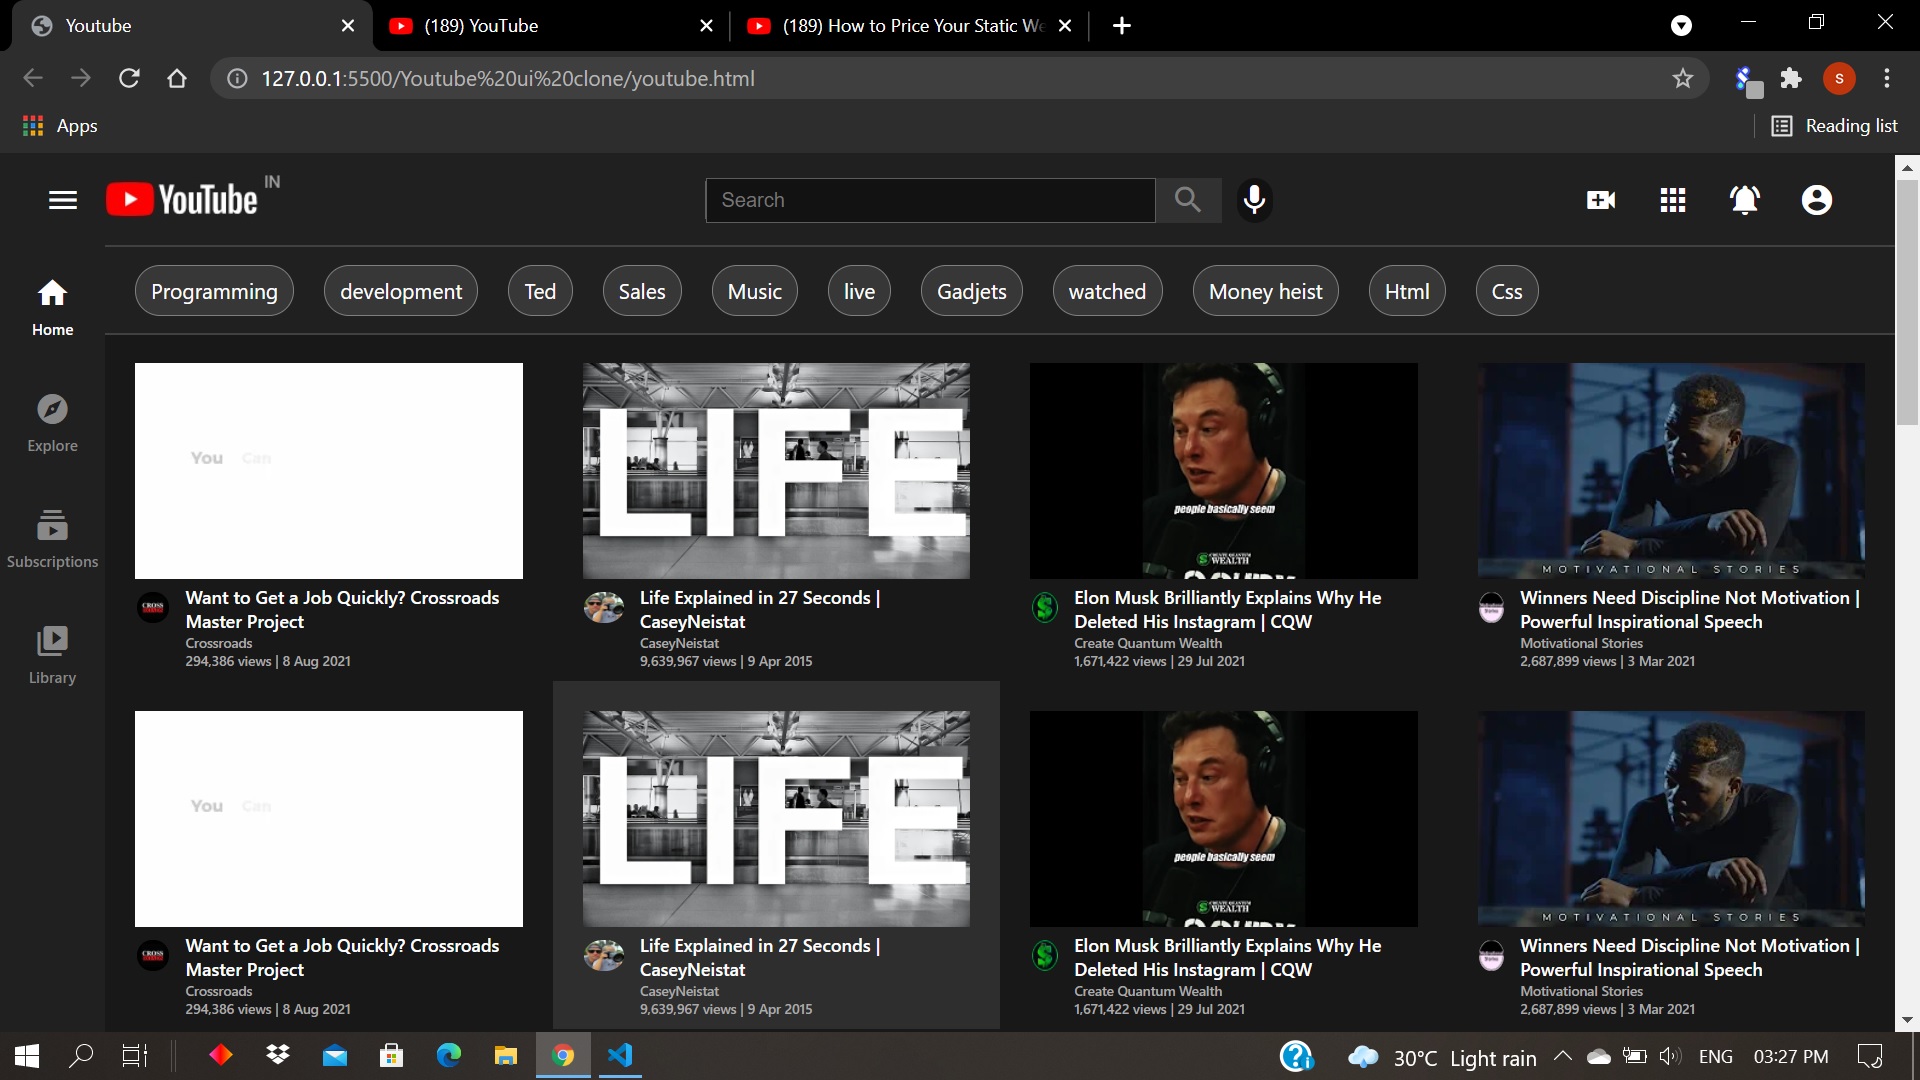 Youtube
(189) YouTube
(189) How to Price Your Static We
127.0.0.1:5500/Youtube%20ui%20clone/youtube.html
S
Apps
Reading list
YouTube IN
Search
Programming
development
Ted
Sales
Music
live
Gadjets
watched
Money heist
Html
Css
Home
Explore
Subscriptions
Library
You Can
LIFE
people basically seem
CREATE QUANTUM
WEALTH
MOTIVATIONAL STORIES
CROSS
Want to Get a Job Quickly? Crossroads
Master Project
Crossroads
294,386 views | 8 Aug 2021
Life Explained in 27 Seconds |
CaseyNeistat
CaseyNeistat
9,639,967 views | 9 Apr 2015
Elon Musk Brilliantly Explains Why He
Deleted His Instagram | CQW
Create Quantum Wealth
1,671,422 views | 29 Jul 2021
Winners Need Discipline Not Motivation |
Powerful Inspirational Speech
Motivational Stories
2,687,899 views | 3 Mar 2021
You Can
LIFE
people basically seem
CREATE QUANTUM
WEALTH
MOTIVATIONAL STORIES
CROSS
Want to Get a Job Quickly? Crossroads
Master Project
Crossroads
294,386 views | 8 Aug 2021
Life Explained in 27 Seconds |
CaseyNeistat
CaseyNeistat
9,639,967 views | 9 Apr 2015
Elon Musk Brilliantly Explains Why He
Deleted His Instagram | CQW
Create Quantum Wealth
1,671,422 views | 29 Jul 2021
Winners Need Discipline Not Motivation |
Powerful Inspirational Speech
Motivational Stories
2,687,899 views | 3 Mar 2021
30°C Light rain
ENG
03:27 PM